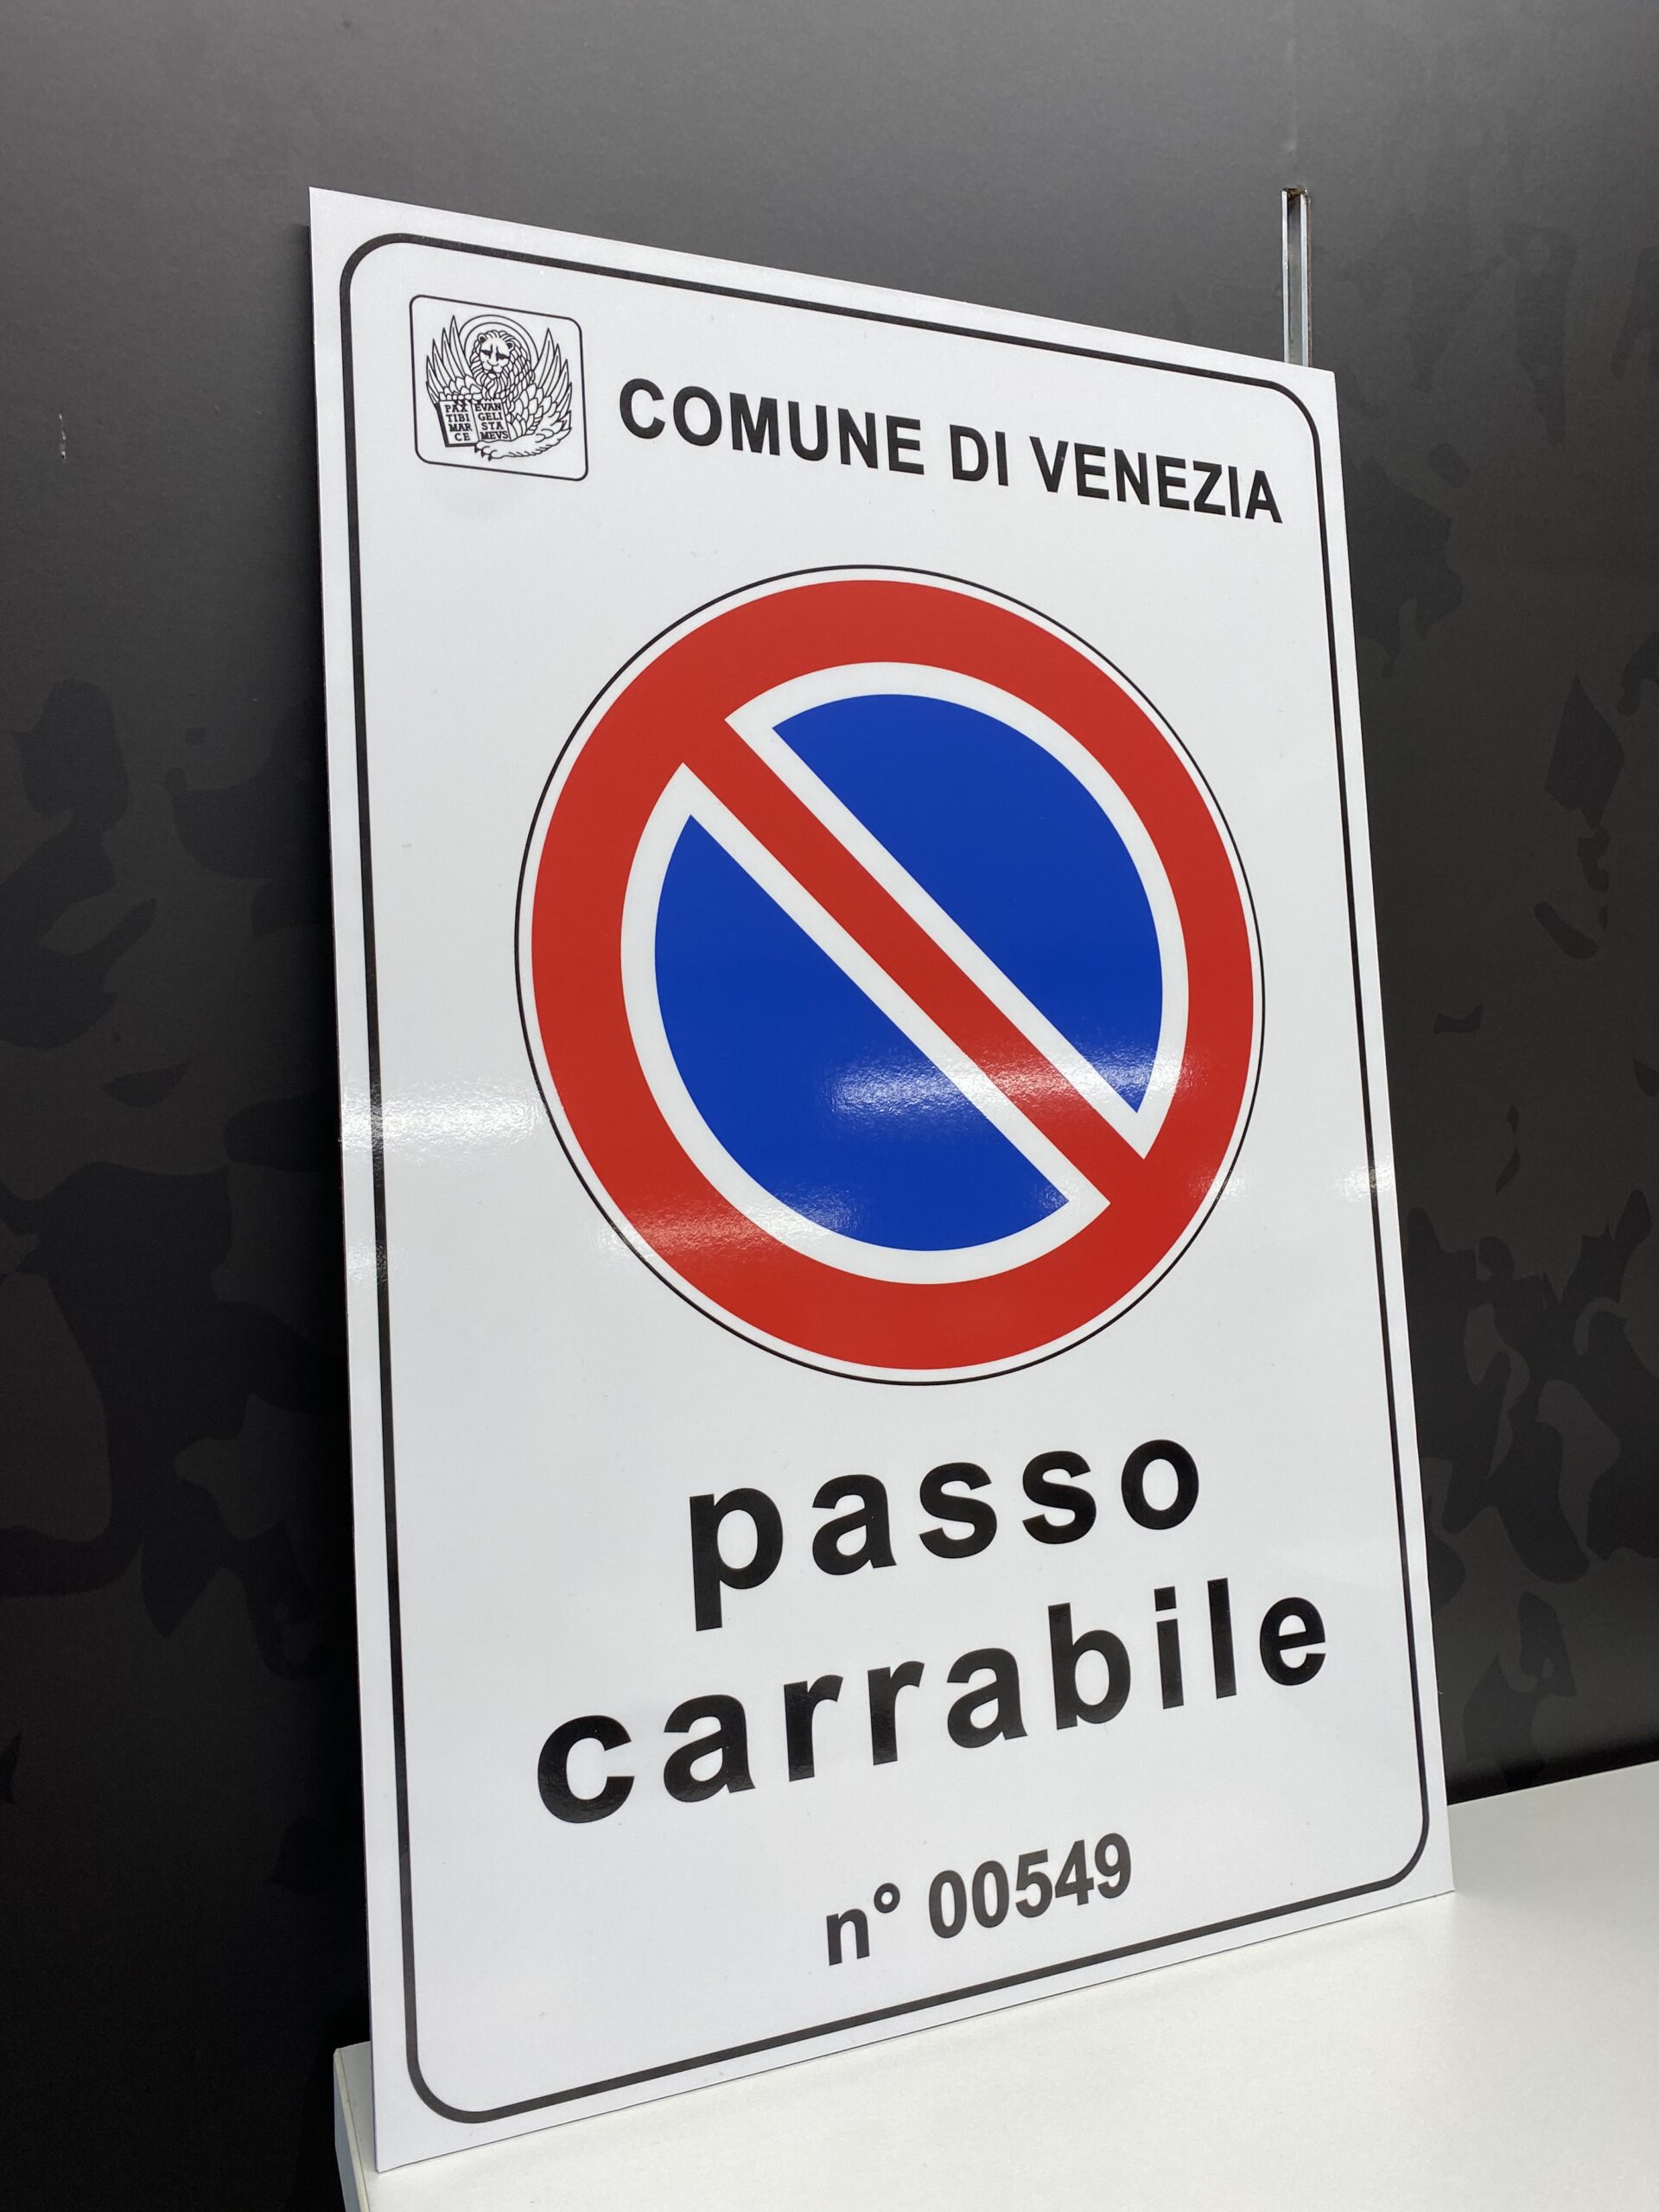 PAX EVAN
TIBI GELI
MAR STA
CE MEVS
COMUNE DI VENEZIA
passo
carrabile
n° 00549